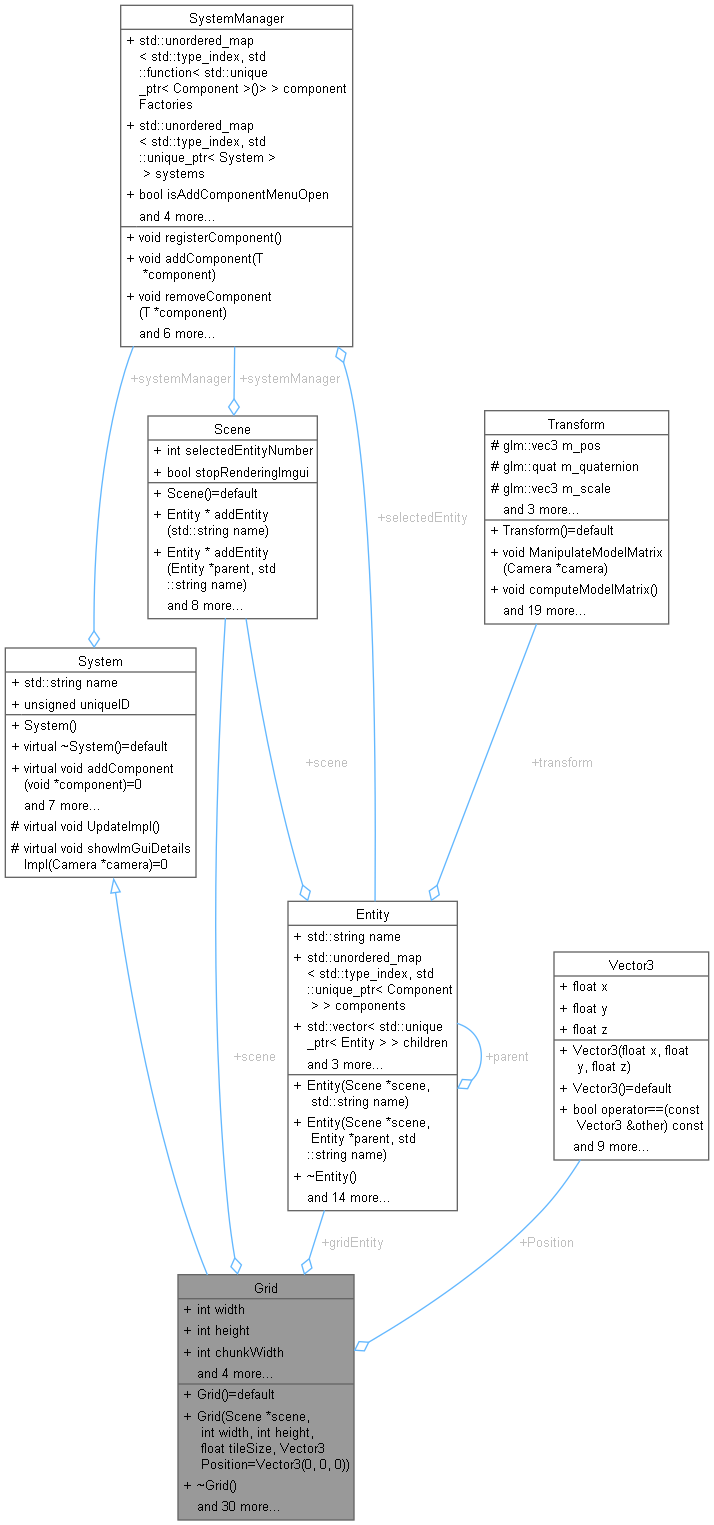 SystemManager
+ std::unordered_map
< std::type_index, std
::function< std::unique
_ptr< Component >()> > component
Factories
+ std::unordered_map
< std::type_index, std
::unique_ptr< System >
> systems
+ bool isAddComponentMenuOpen
and 4 more...
+ void registerComponent()
+ void addComponent(T
*component)
+ void removeComponent
(T *component)
and 6 more...
+systemManager
+systemManager
Scene
+ int selectedEntityNumber
+ bool stopRenderingImgui
+ Scene()=default
+ Entity * addEntity
(std::string name)
+ Entity * addEntity
(Entity *parent, std
::string name)
and 8 more...
+selectedEntity
Transform
# glm::vec3 m_pos
# glm::quat m_quaternion
# glm::vec3 m_scale
and 3 more...
+ Transform()=default
+ void ManipulateModelMatrix
(Camera *camera)
+ void computeModelMatrix()
and 19 more...
System
+ std::string name
+ unsigned uniqueID
+ System()
+ virtual ~System()=default
+ virtual void addComponent
(void *component)=0
and 7 more...
# virtual void UpdateImpl()
# virtual void showImGuiDetails
Impl(Camera *camera)=0
+scene
+transform
Entity
+ std::string name
+ std::unordered_map
< std::type_index, std
::unique_ptr< Component
> > components
+ std::vector< std::unique
_ptr< Entity > > children
and 3 more...
+ Entity(Scene *scene,
std::string name)
+ Entity(Scene *scene,
Entity *parent, std
::string name)
+ ~Entity()
and 14 more...
+parent
Vector3
+ float x
+ float y
+ float z
+ Vector3(float x, float
y, float z)
+ Vector3()=default
+ bool operator==(const
Vector3 &other) const
and 9 more...
+scene
+gridEntity
+Position
Grid
+ int width
+ int height
+ int chunkWidth
and 4 more...
+ Grid()=default
+ Grid(Scene *scene,
int width, int height,
float tileSize, Vector3
Position=Vector3(0, 0, 0))
+ ~Grid()
and 30 more...